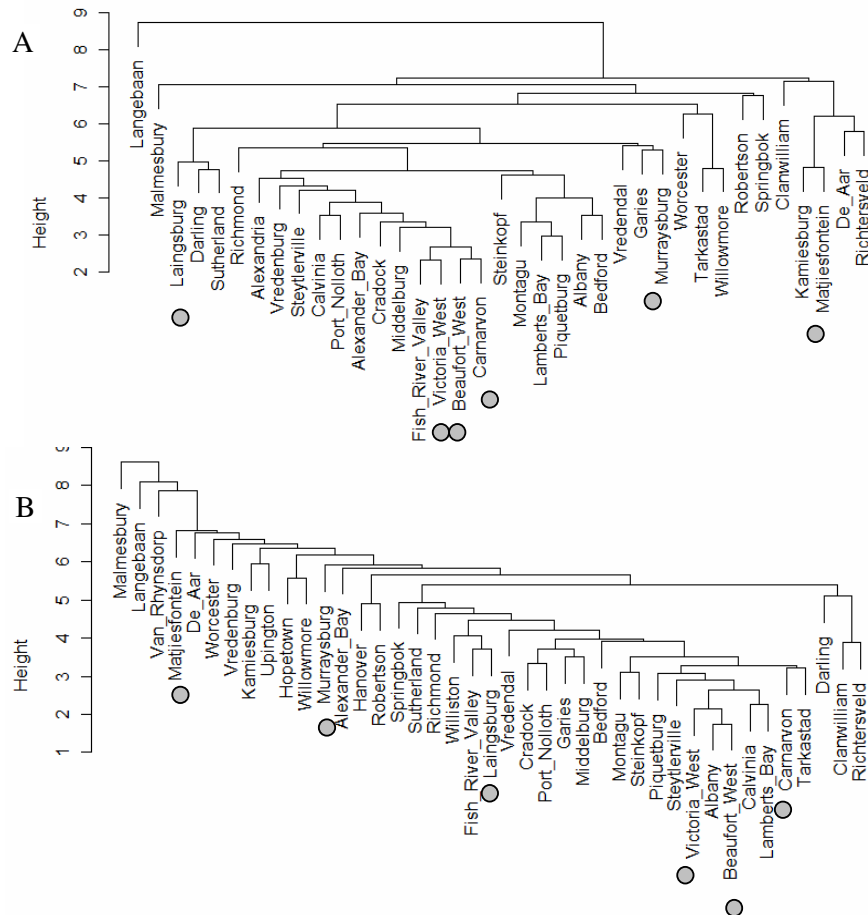 A
9
8
7
6
5
4
3
2
Height
Langebaan
Malmesbury
Laingsburg
Darling
Sutherland
Richmond
Alexandria
Vredenburg
Steytlerville
Calvinia
Port_Nolloth
Alexander_Bay
Cradock
Middelburg
Fish_River_Valley
Victoria_West
Beaufort_West
Carnarvon
Steinkopf
Montagu
Lamberts_Bay
Piquetburg
Albany
Bedford
Vredendal
Garies
Murraysburg
Worcester
Tarkastad
Willowmore
Robertson
Springbok
Clanwilliam
Kamiesburg
Matjiesfontein
De_Aar
Richtersveld
B
9
8
7
6
5
4
3
2
1
Height
Malmesbury
Langebaan
Van_Rhynsdorp
Matjiesfontein
De_Aar
Worcester
Vredenburg
Kamiesburg
Upington
Hopetown
Willowmore
Murraysburg
Alexander_Bay
Hanover
Robertson
Springbok
Sutherland
Richmond
Williston
Fish_River_Valley
Laingsburg
Vredendal
Cradock
Port_Nolloth
Garies
Middelburg
Bedford
Montagu
Steinkopf
Piquetburg
Steytlerville
Victoria_West
Albany
Beaufort_West
Calvinia
Lamberts_Bay
Carnarvon
Tarkastad
Darling
Clanwilliam
Richtersveld